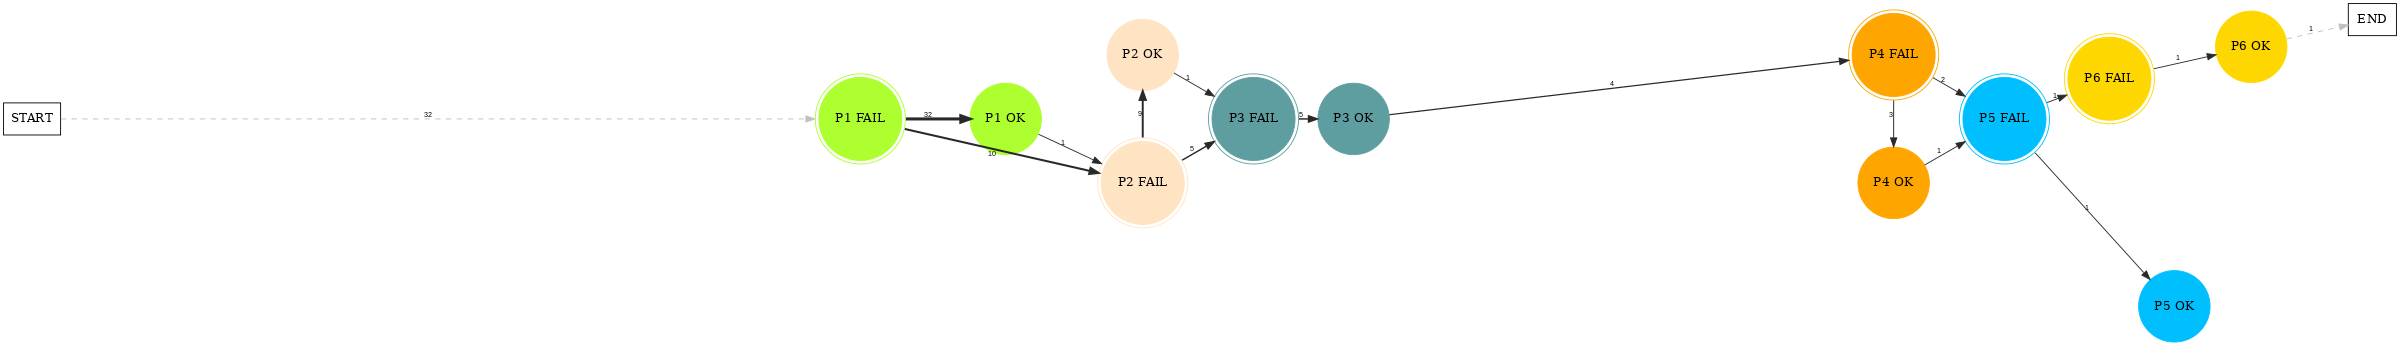 START
32
P1 FAIL
32
P1 OK
10
1
P2 OK
9
P2 FAIL
1
5
P3 FAIL
5
P3 OK
4
P4 FAIL
3
P4 OK
2
1
P5 FAIL
1
P6 FAIL
1
P5 OK
1
P6 OK
1
END